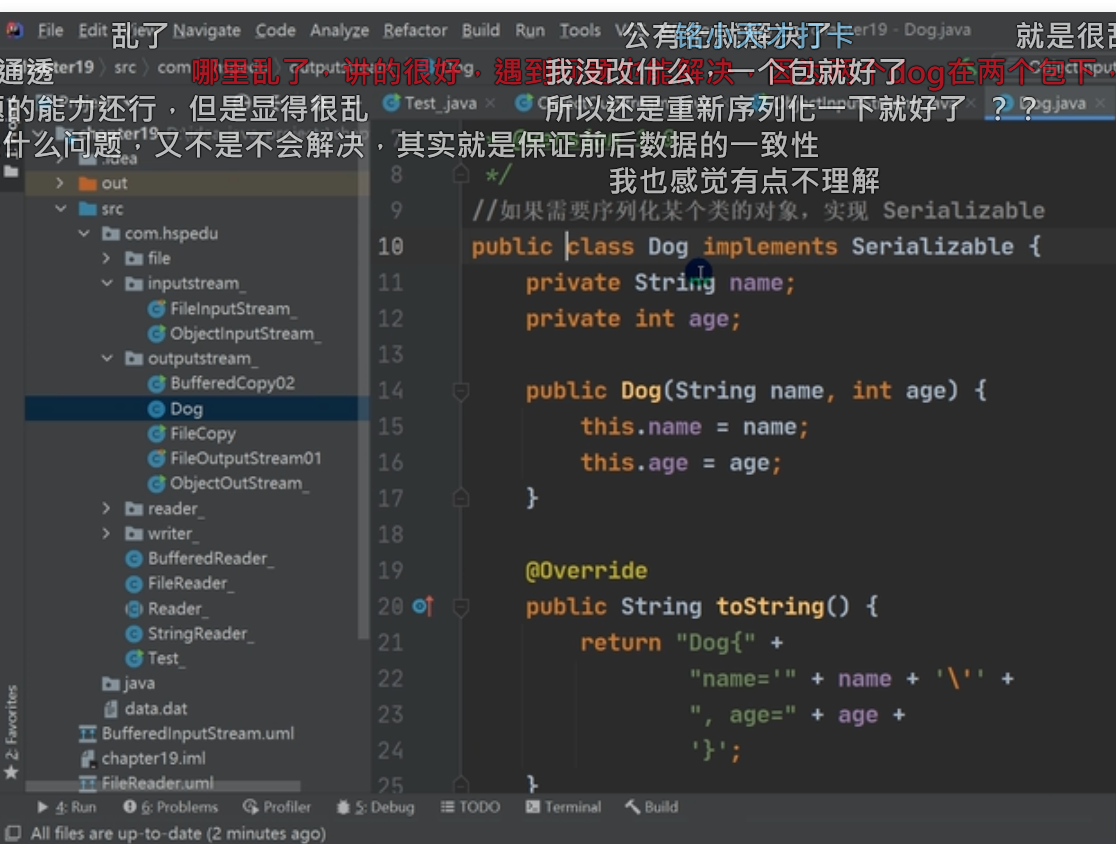 File Edit View Navigate Code Analyze Refactor Build Run Tools
er19 - Dog.java
乱了
公有
就解决了
打卡
就是很乱
通透
ter19 src com
outputs
哪里乱了，讲的很好，遇到
解决，
dog在两个包下
我没改什么，一个包就好了
的能力还行，但是显得很乱
Test_.java
所以还是重新序列化一下就好了 ？？
Dog.java
chapter19
什么问题，又不是不会解决，其实就是保证前后数据的一致性
.idea
我也感觉有点不理解
out
src
com.hspedu
file
inputstream_
FileInputStream_
ObjectInputStream_
outputstream_
BufferedCopy02
Dog
FileCopy
FileOutputStream01
ObjectOutStream_
reader_
writer_
BufferedReader_
FileReader_
Reader_
StringReader_
Test_
java
data.dat
BufferedInputStream.uml
chapter19.iml
FileReader.uml
2: Favorites
8 */
9 //如果需要序列化某个类的对象，实现 Serializable
10 public class Dog implements Serializable {
11 private String name;
12 private int age;
13
14 public Dog(String name, int age) {
15 this.name = name;
16 this.age = age;
17 }
18
19 @Override
20 public String toString() {
21 return "Dog{" +
22 "name='" + name + '\'' +
23 ", age=" + age +
24 '}';
25 }
4: Run 6: Problems Profiler 5: Debug TODO Terminal Build
All files are up-to-date (2 minutes ago)